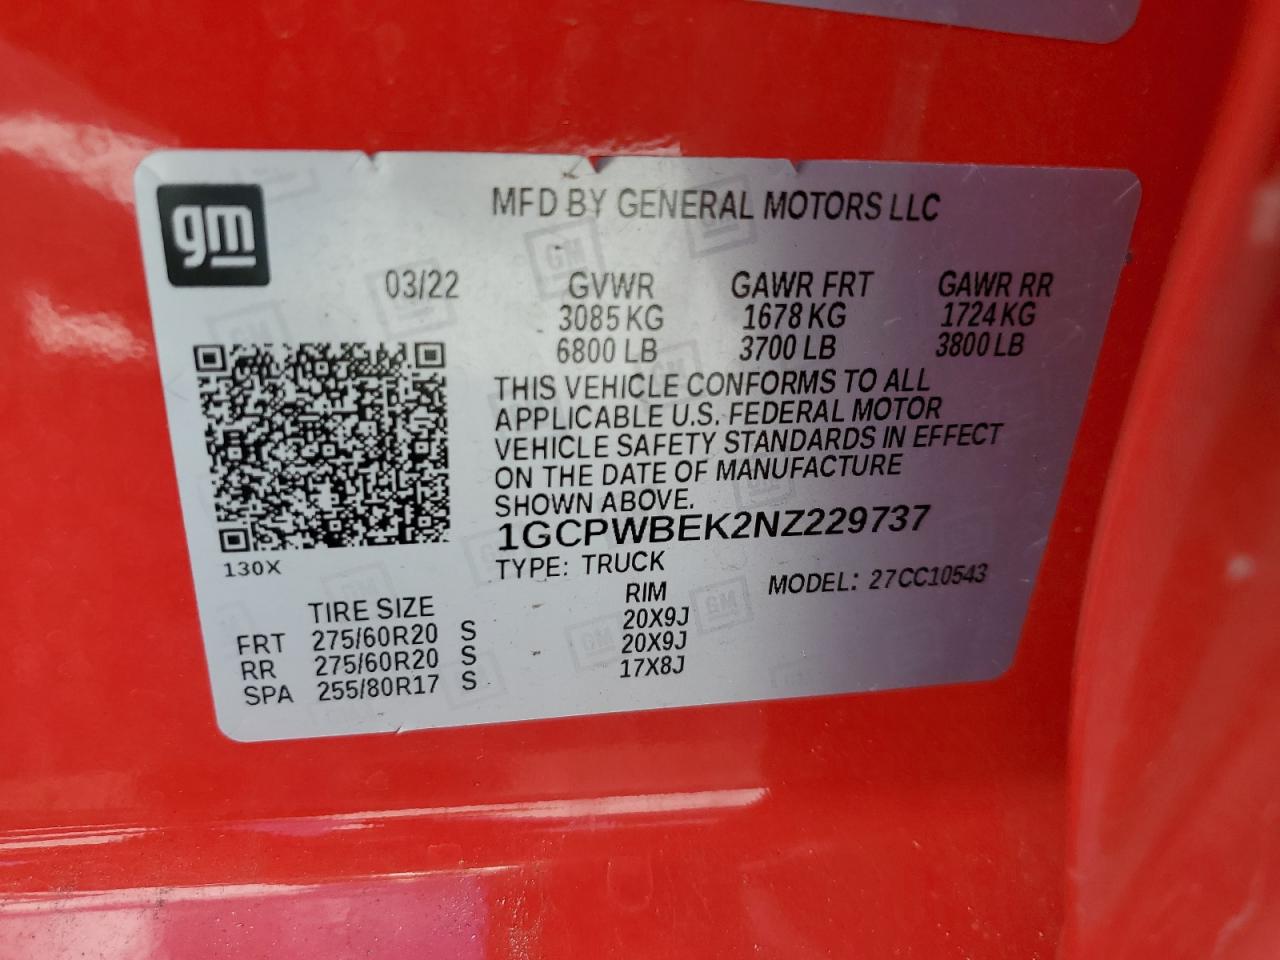 gm
MFD BY GENERAL MOTORS LLC
03/22 GVWR GAWR FRT GAWR RR
3085 KG 1678 KG 1724 KG
6800 LB 3700 LB 3800 LB
THIS VEHICLE CONFORMS TO ALL
APPLICABLE U.S. FEDERAL MOTOR
VEHICLE SAFETY STANDARDS IN EFFECT
ON THE DATE OF MANUFACTURE
SHOWN ABOVE.
1GCPWBEK2NZ229737
TYPE: TRUCK
130X
MODEL: 27CC10543
TIRE SIZE RIM
FRT 275/60R20 S 20X9J
RR 275/60R20 S 20X9J
SPA 255/80R17 S 17X8J